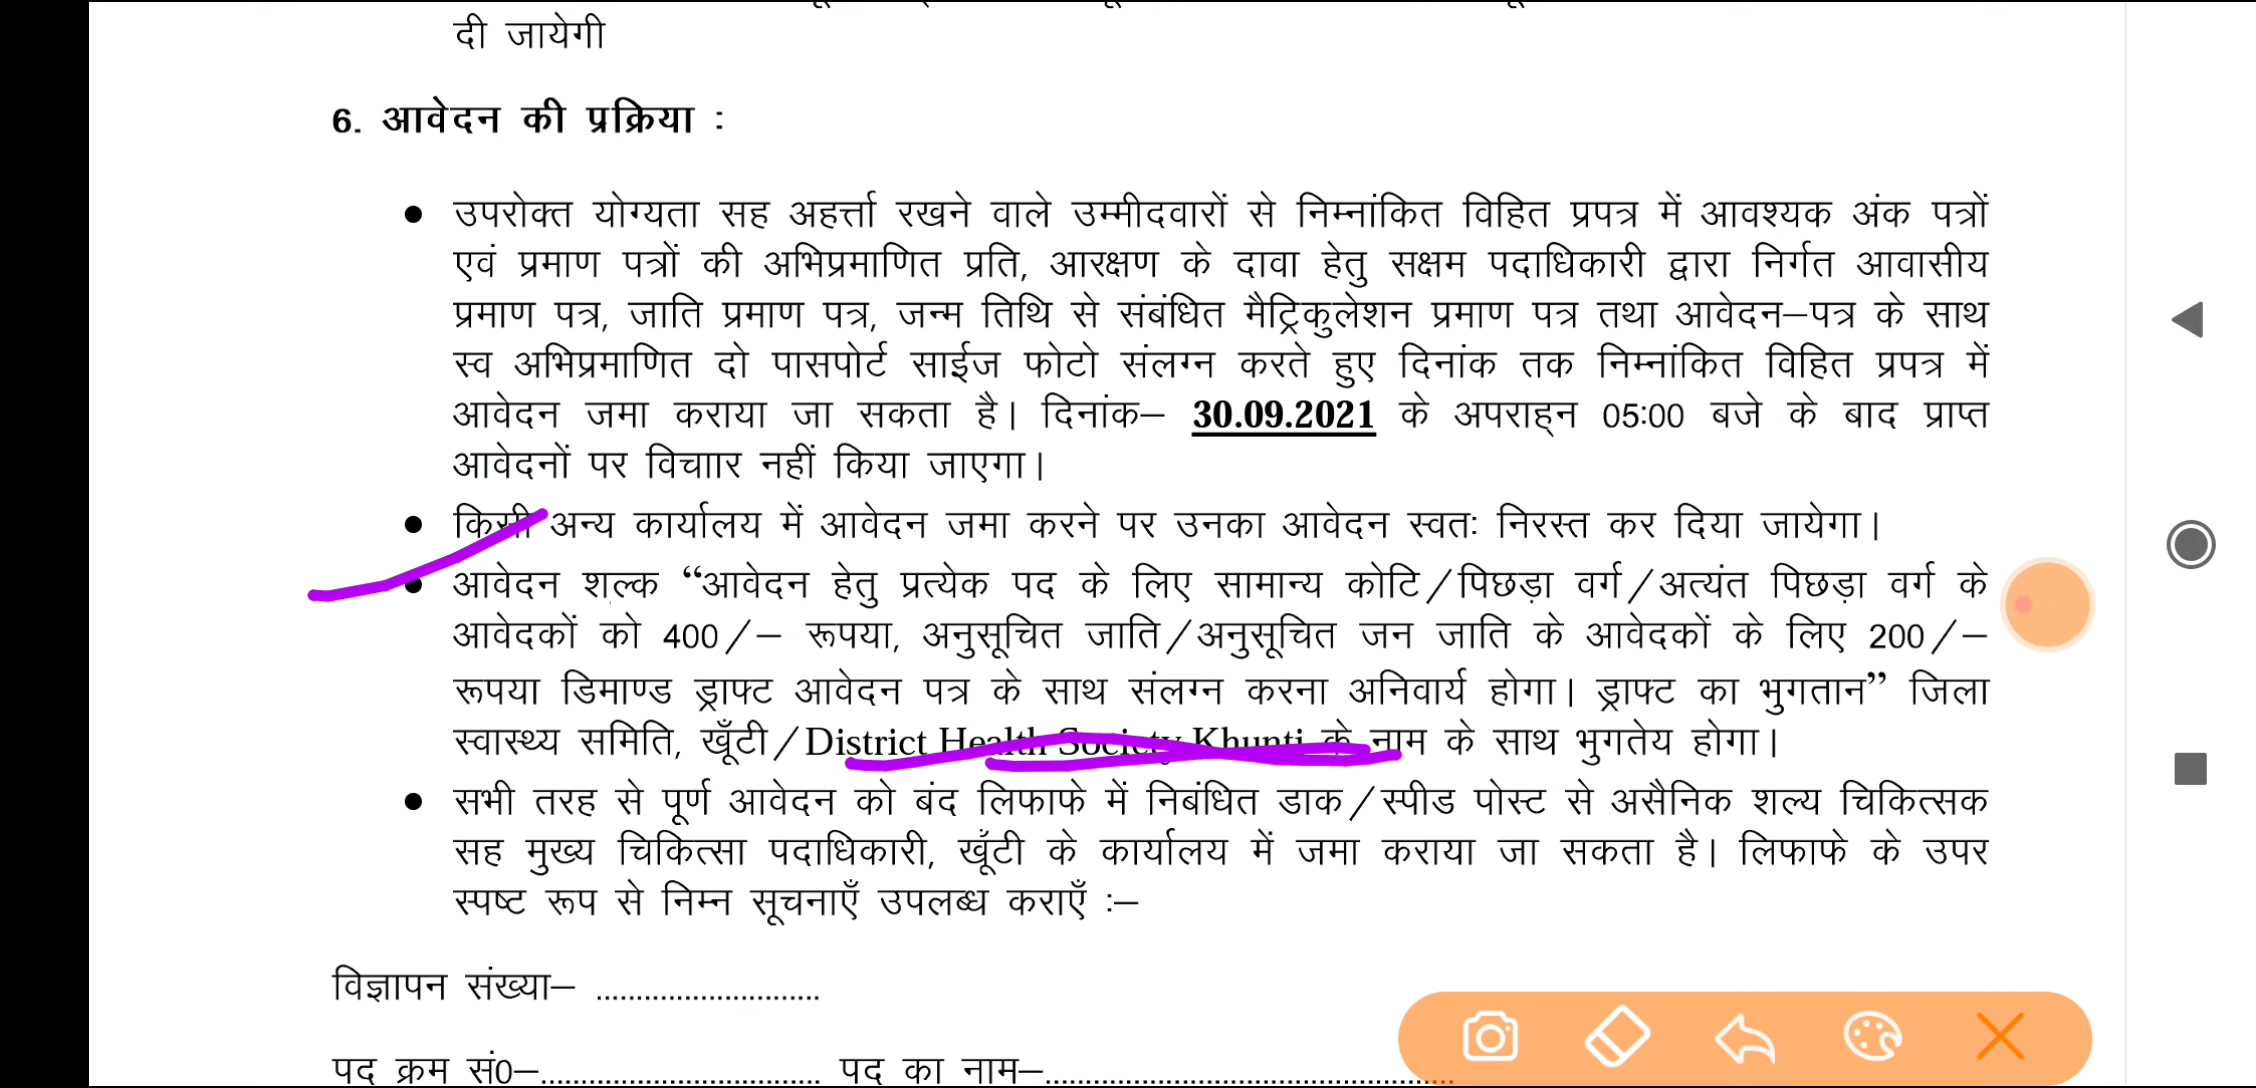 दी जायेगी
6. आवेदन की प्रक्रिया :
● उपरोक्त योग्यता सह अहर्त्ता रखने वाले उम्मीदवारों से निम्नांकित विहित प्रपत्र में आवश्यक अंक पत्रों
एवं प्रमाण पत्रों की अभिप्रमाणित प्रति, आरक्षण के दावा हेतु सक्षम पदाधिकारी द्वारा निर्गत आवासीय
प्रमाण पत्र, जाति प्रमाण पत्र, जन्म तिथि से संबंधित मैट्रिकुलेशन प्रमाण पत्र तथा आवेदन–पत्र के साथ
स्व अभिप्रमाणित दो पासपोर्ट साईज फोटो संलग्न करते हुए दिनांक तक निम्नांकित विहित प्रपत्र में
आवेदन जमा कराया जा सकता है। दिनांक– 30.09.2021 के अपराह्न 05:00 बजे के बाद प्राप्त
आवेदनों पर विचाार नहीं किया जाएगा।
● किसी अन्य कार्यालय में आवेदन जमा करने पर उनका आवेदन स्वतः निरस्त कर दिया जायेगा।
● आवेदन शल्क “आवेदन हेतु प्रत्येक पद के लिए सामान्य कोटि/पिछड़ा वर्ग/अत्यंत पिछड़ा वर्ग के
आवेदकों को 400/– रूपया, अनुसूचित जाति/अनुसूचित जन जाति के आवेदकों के लिए 200/–
रूपया डिमाण्ड ड्राफ्ट आवेदन पत्र के साथ संलग्न करना अनिवार्य होगा। ड्राफ्ट का भुगतान” जिला
स्वास्थ्य समिति, खूँटी/District Health Society Khunti के नाम के साथ भुगतेय होगा।
● सभी तरह से पूर्ण आवेदन को बंद लिफाफे में निबंधित डाक/स्पीड पोस्ट से असैनिक शल्य चिकित्सक
सह मुख्य चिकित्सा पदाधिकारी, खूँटी के कार्यालय में जमा कराया जा सकता है। लिफाफे के उपर
स्पष्ट रूप से निम्न सूचनाएँ उपलब्ध कराएँ :–
विज्ञापन संख्या– ............................
पद क्रम सं0–................................... पद का नाम–...................................................